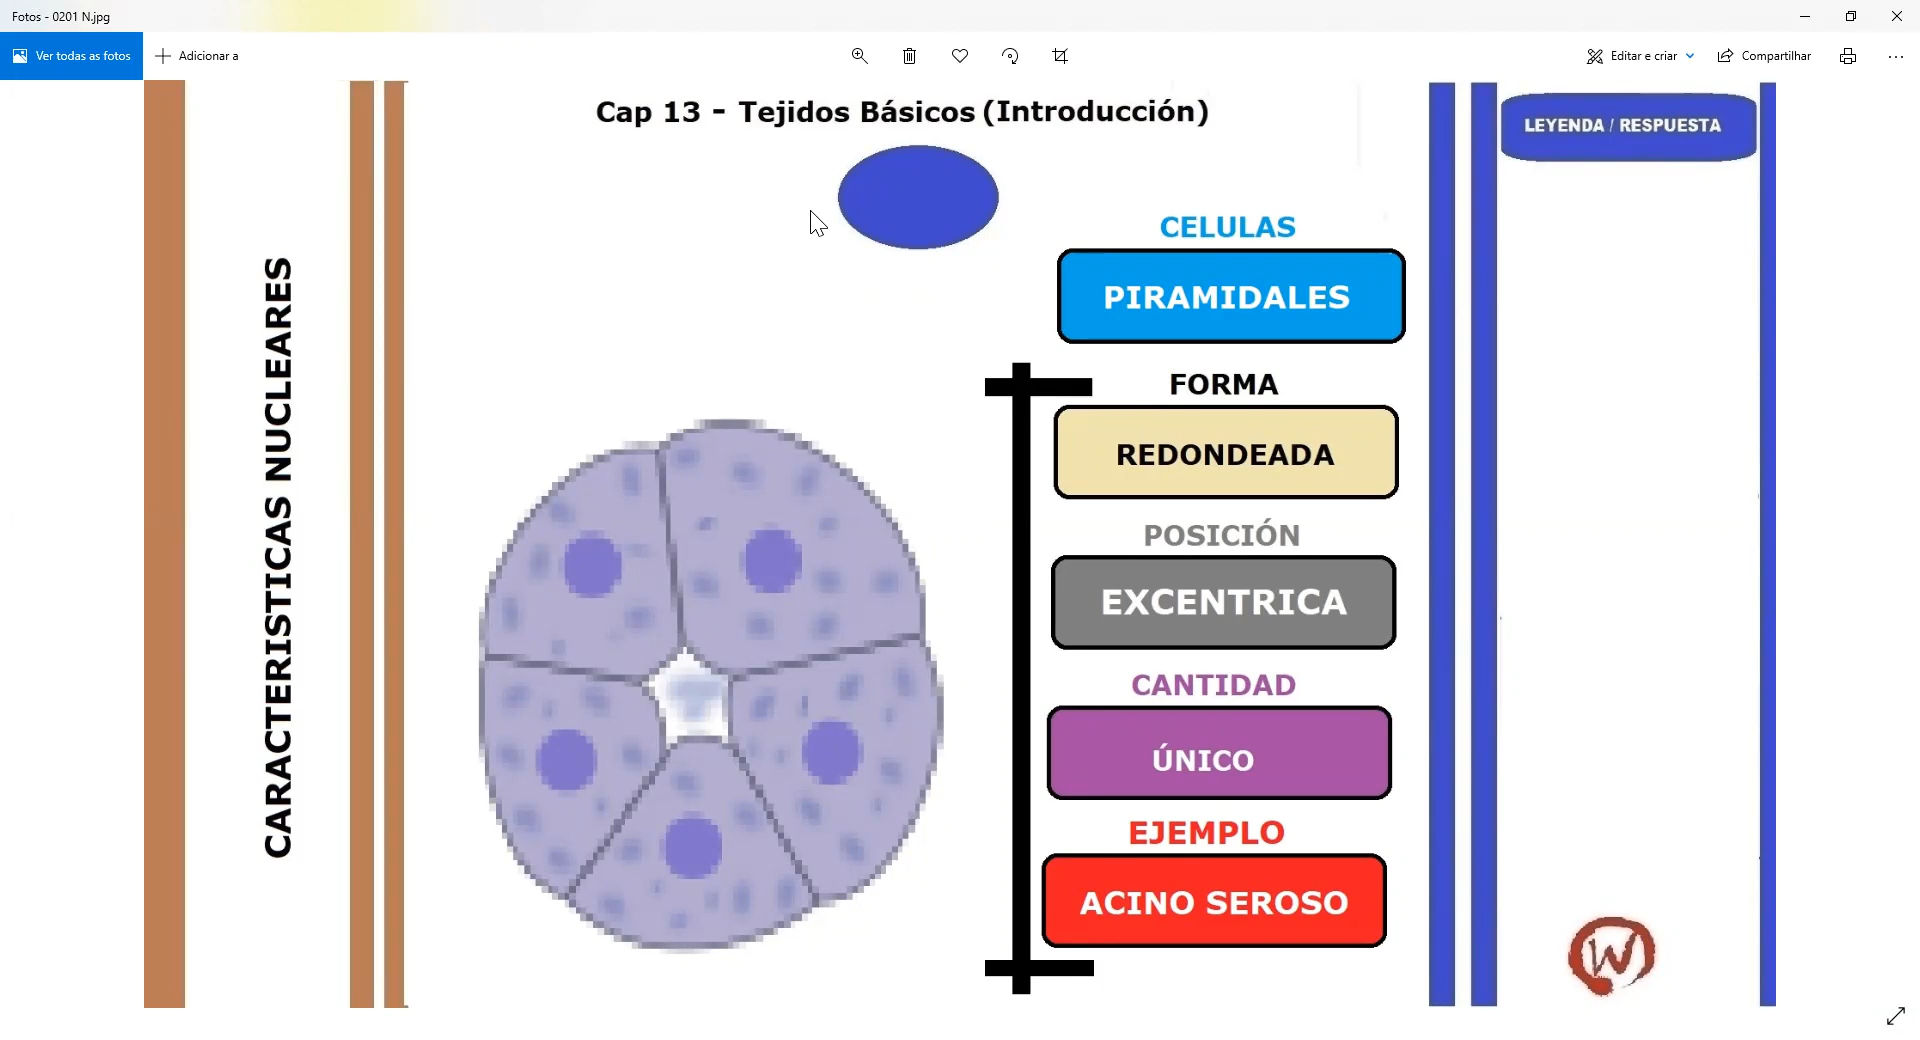 Fotos - 0201 N.jpg
Ver todas as fotos
Adicionar a
Editar e criar
Compartilhar
Cap 13 - Tejidos Básicos (Introducción)
LEYENDA / RESPUESTA
CARACTERISTICAS NUCLEARES
CELULAS
PIRAMIDALES
FORMA
REDONDEADA
POSICIÓN
EXCENTRICA
CANTIDAD
ÚNICO
EJEMPLO
ACINO SEROSO
W